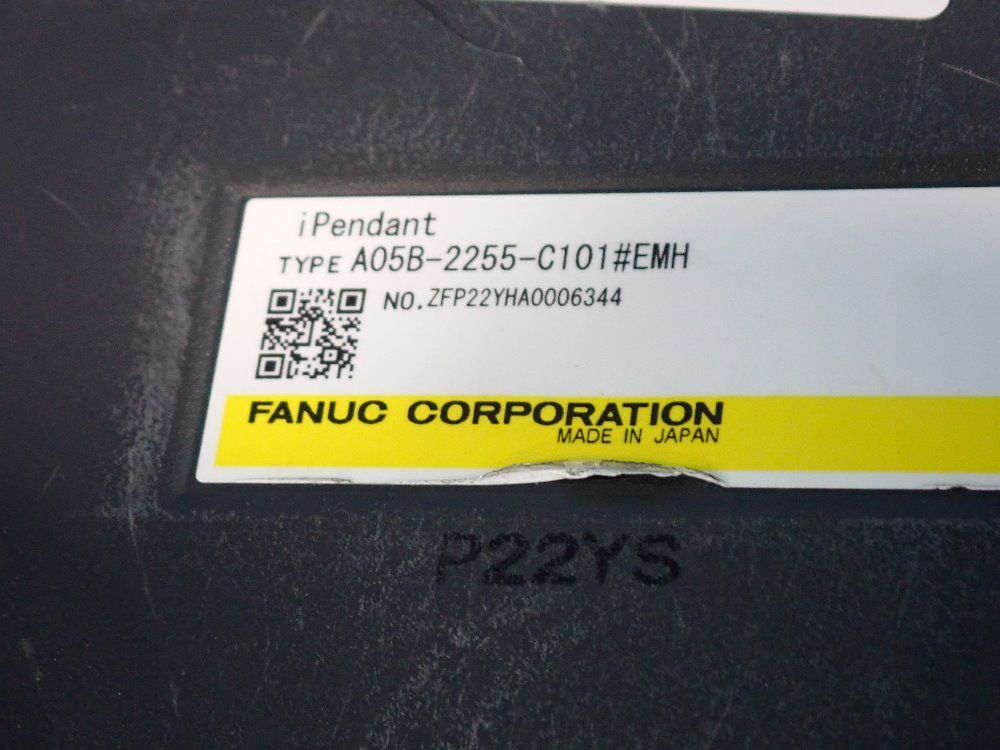 iPendant
TYPE A05B-2255-C101#EMH
NO. ZFP22YHA0006344
FANUC CORPORATION
MADE IN JAPAN
P22YS